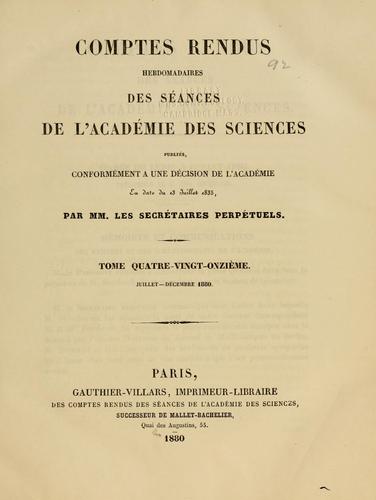 COMPTES RENDUS
92
HEBDOMADAIRES
DES SÉANCES
DE L'ACADÉMIE DES SCIENCES
PUBLIÉS,
CONFORMÉMENT A UNE DÉCISION DE L'ACADÉMIE
En date du 13 Juillet 1835,
PAR MM. LES SECRÉTAIRES PERPÉTUELS.
TOME QUATRE-VINGT-ONZIÈME.
JUILLET—DÉCEMBRE 1880.
PARIS,
GAUTHIER-VILLARS, IMPRIMEUR-LIBRAIRE
DES COMPTES RENDUS DES SÉANCES DE L'ACADÉMIE DES SCIENCES,
SUCCESSEUR DE MALLET-BACHELIER,
Quai des Augustins, 55.
1880